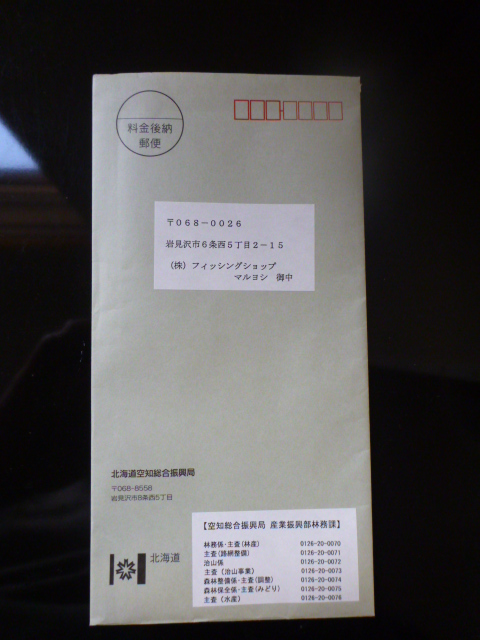 料金後納
郵便
〒068-0026
岩見沢市6条西5丁目2-15
(株)フィッシングショップ
マルヨシ 御中
北海道空知総合振興局
〒068-8558
岩見沢市8条西5丁目
北海道
【空知総合振興局 産業振興部林務課】
林務係・主査(林産) 0126-20-0070
主査(路網整備) 0126-20-0071
治山係 0126-20-0072
主査(治山事業) 0126-20-0073
森林整備係・主査(調整) 0126-20-0074
森林保全係・主査(みどり) 0126-20-0075
主査(水産) 0126-20-0076